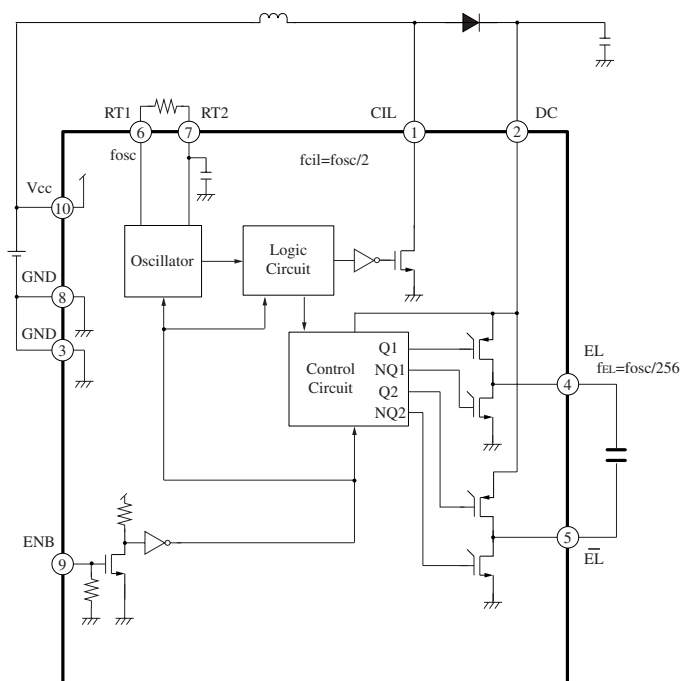 RT1
RT2
CIL
DC
6
7
1
2
fosc
fcil=fosc/2
Vcc
10
Oscillator
Logic
Circuit
GND
8
GND
3
Control
Circuit
Q1
NQ1
Q2
NQ2
EL
fEL=fosc/256
4
ENB
9
5
E̅L̅